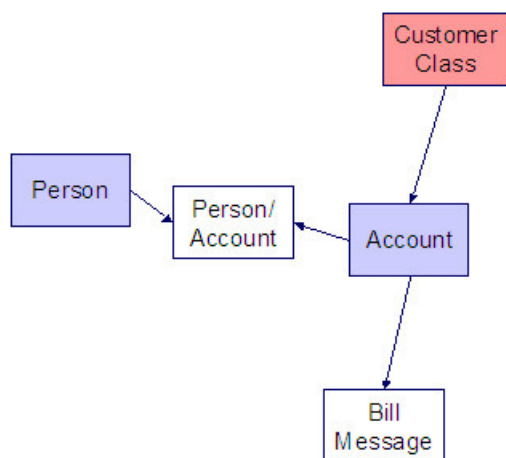 Customer
Class
Person
Person/
Account
Account
Bill
Message